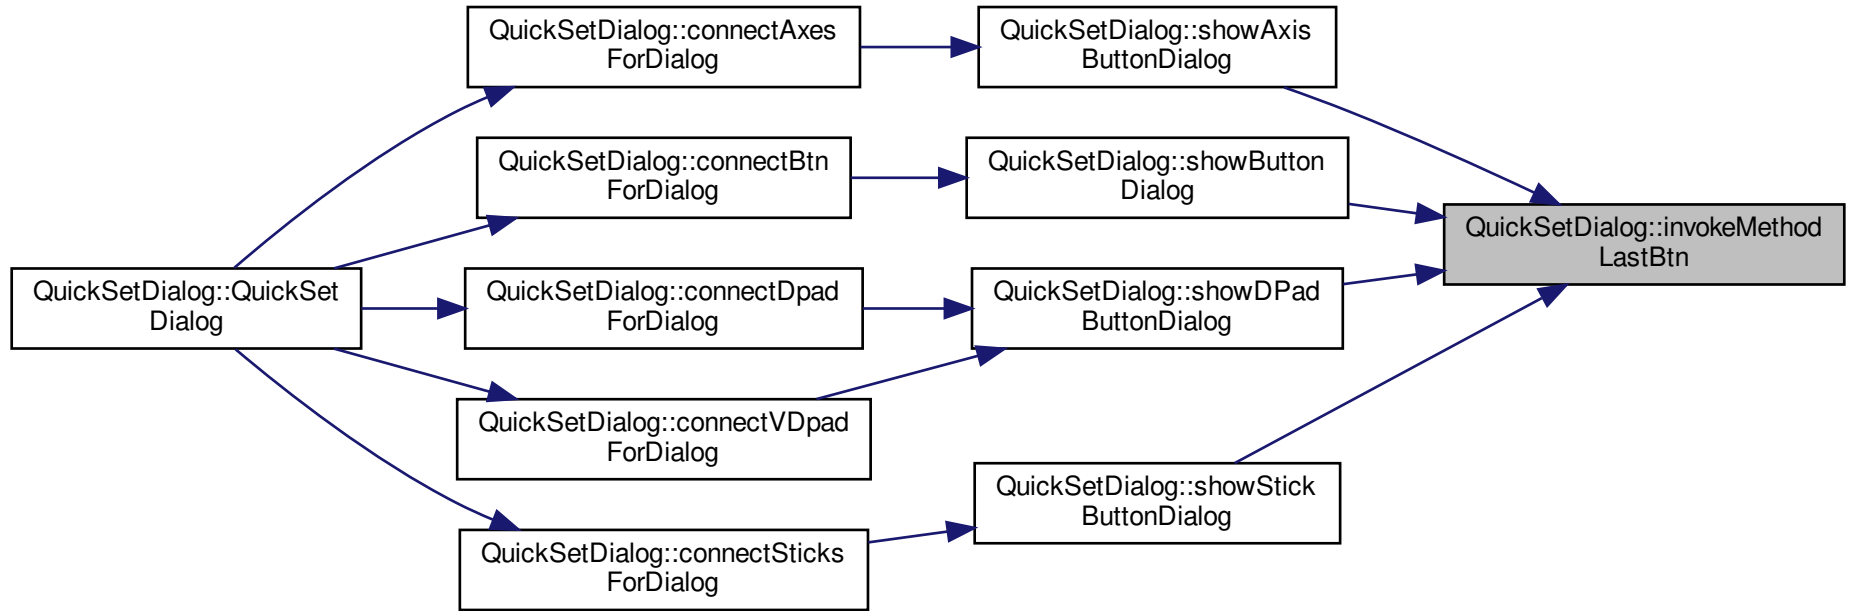 QuickSetDialog::connectAxes
ForDialog
QuickSetDialog::showAxis
ButtonDialog
QuickSetDialog::connectBtn
ForDialog
QuickSetDialog::showButton
Dialog
QuickSetDialog::invokeMethod
LastBtn
QuickSetDialog::QuickSet
Dialog
QuickSetDialog::connectDpad
ForDialog
QuickSetDialog::showDPad
ButtonDialog
QuickSetDialog::connectVDpad
ForDialog
QuickSetDialog::showStick
ButtonDialog
QuickSetDialog::connectSticks
ForDialog